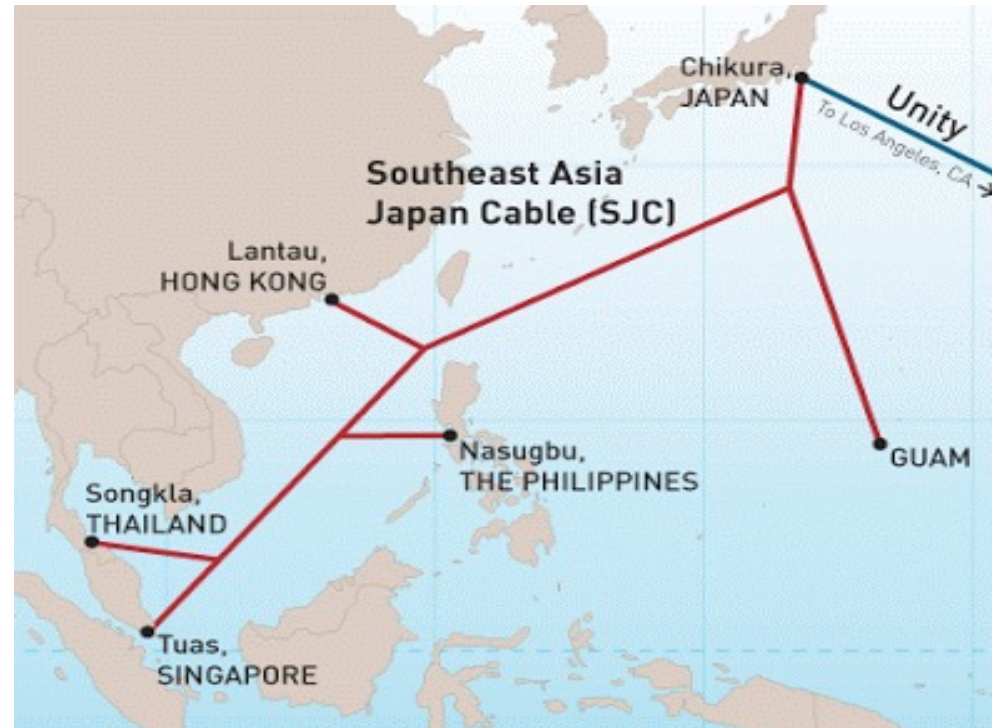 Chikura,
JAPAN
Unity
To Los Angeles, CA →
Southeast Asia
Japan Cable (SJC)
Lantau,
HONG KONG
Nasugbu,
THE PHILIPPINES
GUAM
Songkla,
THAILAND
Tuas,
SINGAPORE